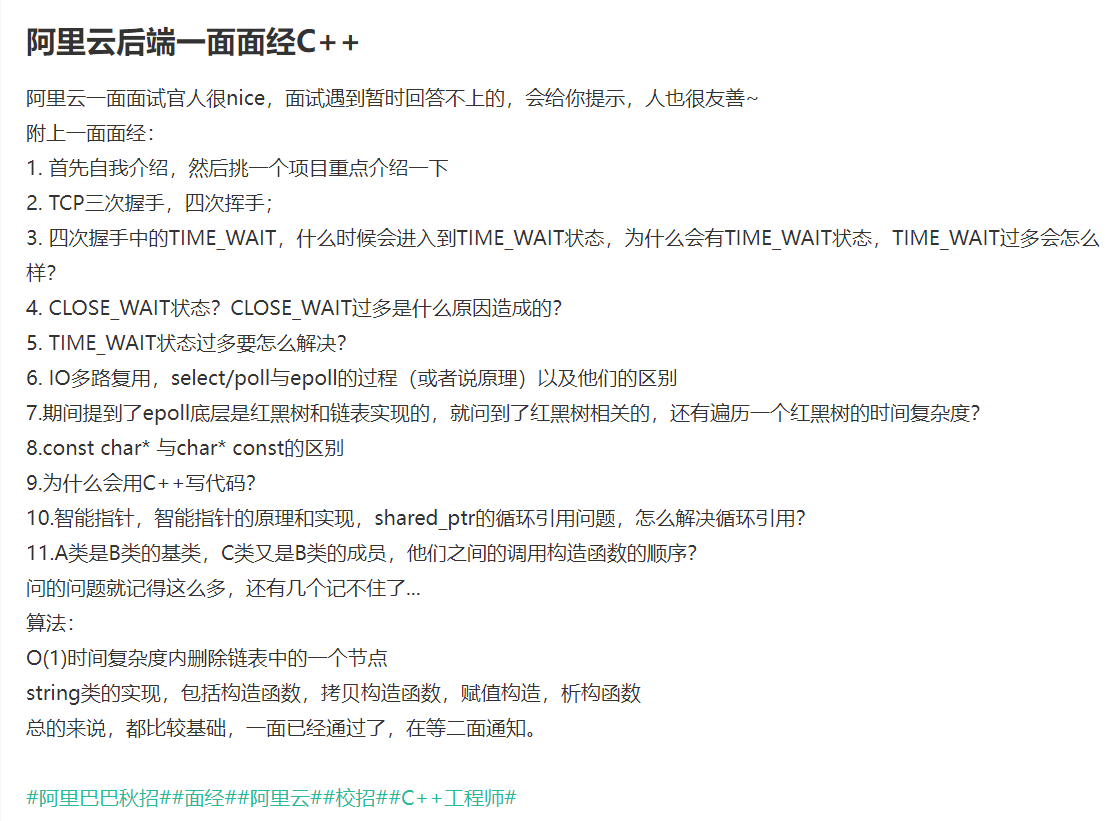 阿里云后端一面面经C++
阿里云一面面试官人很nice，面试遇到暂时回答不上的，会给你提示，人也很友善~
附上一面面经：
1. 首先自我介绍，然后挑一个项目重点介绍一下
2. TCP三次握手，四次挥手；
3. 四次握手中的TIME_WAIT，什么时候会进入到TIME_WAIT状态，为什么会有TIME_WAIT状态，TIME_WAIT过多会怎么
样？
4. CLOSE_WAIT状态？CLOSE_WAIT过多是什么原因造成的？
5. TIME_WAIT状态过多要怎么解决？
6. IO多路复用，select/poll与epoll的过程（或者说原理）以及他们的区别
7.期间提到了epoll底层是红黑树和链表实现的，就问到了红黑树相关的，还有遍历一个红黑树的时间复杂度？
8.const char* 与char* const的区别
9.为什么会用C++写代码？
10.智能指针，智能指针的原理和实现，shared_ptr的循环引用问题，怎么解决循环引用？
11.A类是B类的基类，C类又是B类的成员，他们之间的调用构造函数的顺序？
问的问题就记得这么多，还有几个记不住了...
算法：
O(1)时间复杂度内删除链表中的一个节点
string类的实现，包括构造函数，拷贝构造函数，赋值构造，析构函数
总的来说，都比较基础，一面已经通过了，在等二面通知。
#阿里巴巴秋招##面经##阿里云##校招##C++工程师#